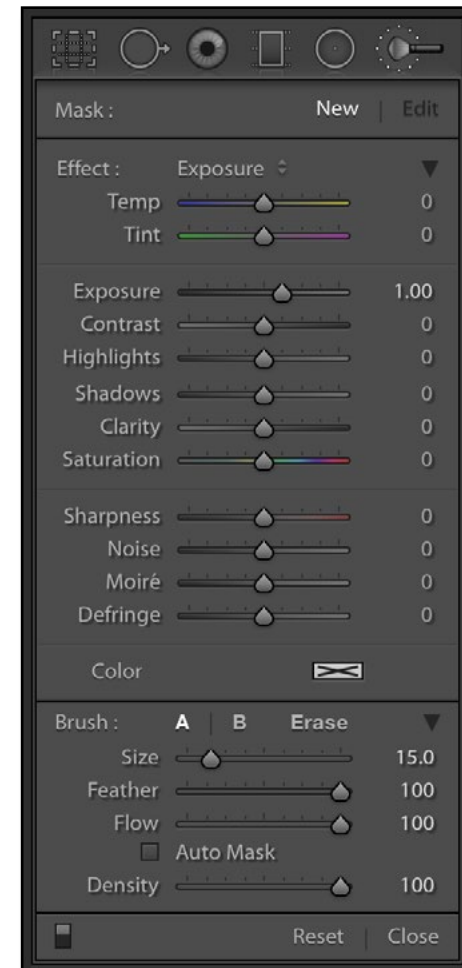 Mask : New | Edit
Effect : Exposure
Temp 0
Tint 0
Exposure 1.00
Contrast 0
Highlights 0
Shadows 0
Clarity 0
Saturation 0
Sharpness 0
Noise 0
Moiré 0
Defringe 0
Color
Brush : A | B Erase
Size 15.0
Feather 100
Flow 100
Auto Mask
Density 100
Reset | Close